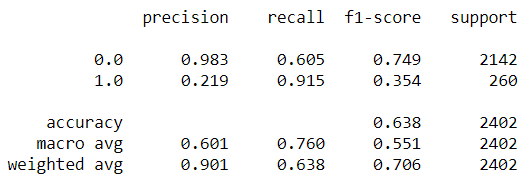 precision recall f1-score support
0.0 0.983 0.605 0.749 2142
1.0 0.219 0.915 0.354 260
accuracy 0.638 2402
macro avg 0.601 0.760 0.551 2402
weighted avg 0.901 0.638 0.706 2402